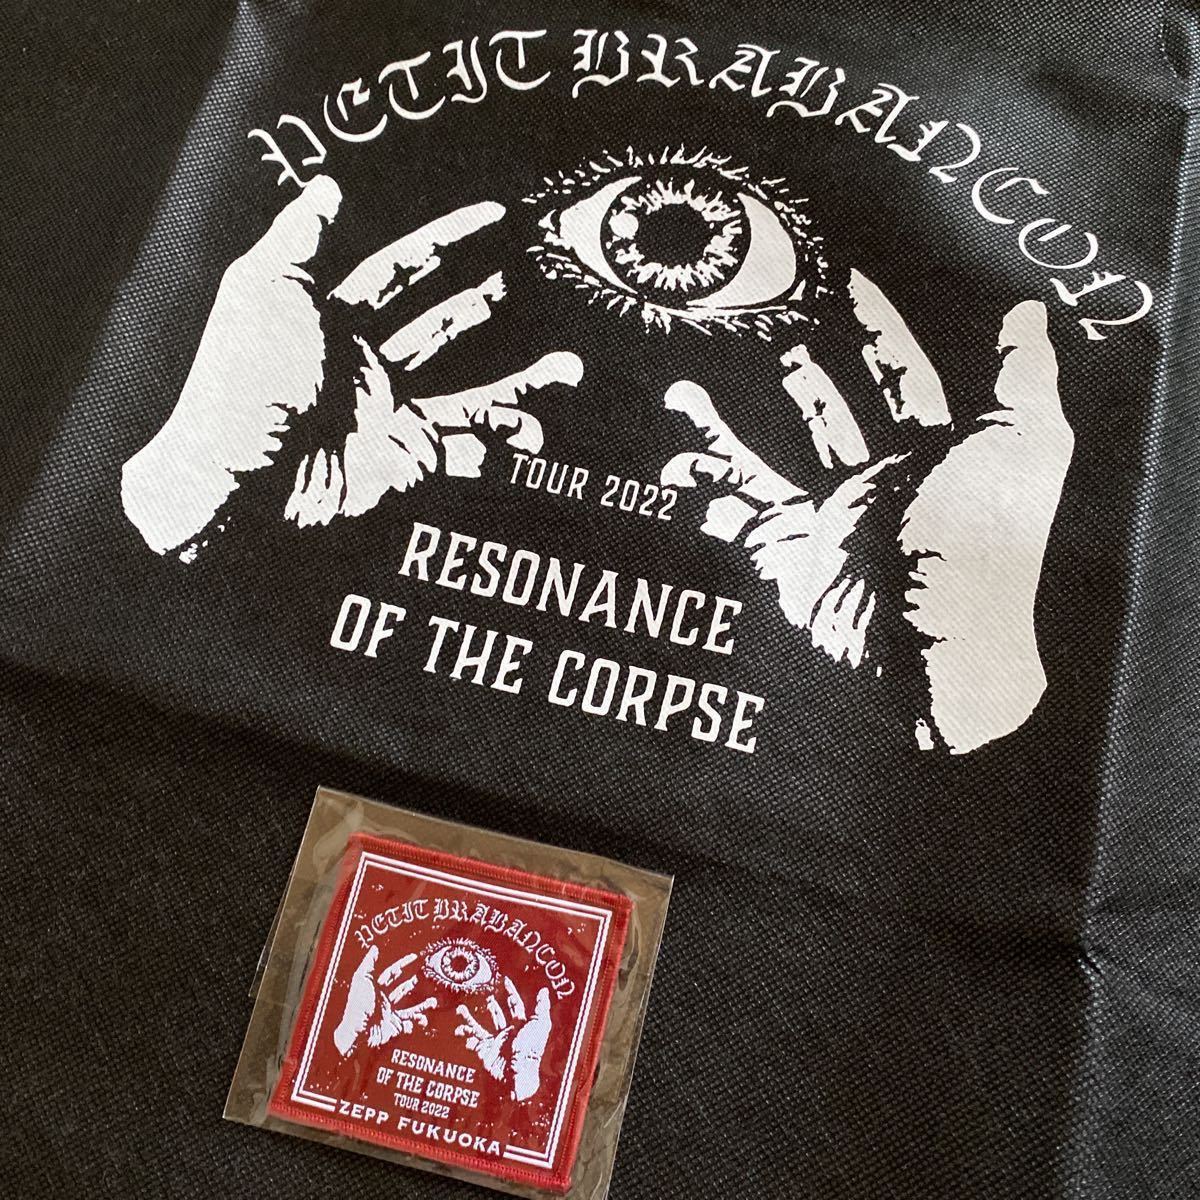 PETIT BRABANCON
TOUR 2022
RESONANCE
OF THE CORPSE
PETIT BRABANCON
RESONANCE
OF THE CORPSE
TOUR 2022
ZEPP FUKUOKA